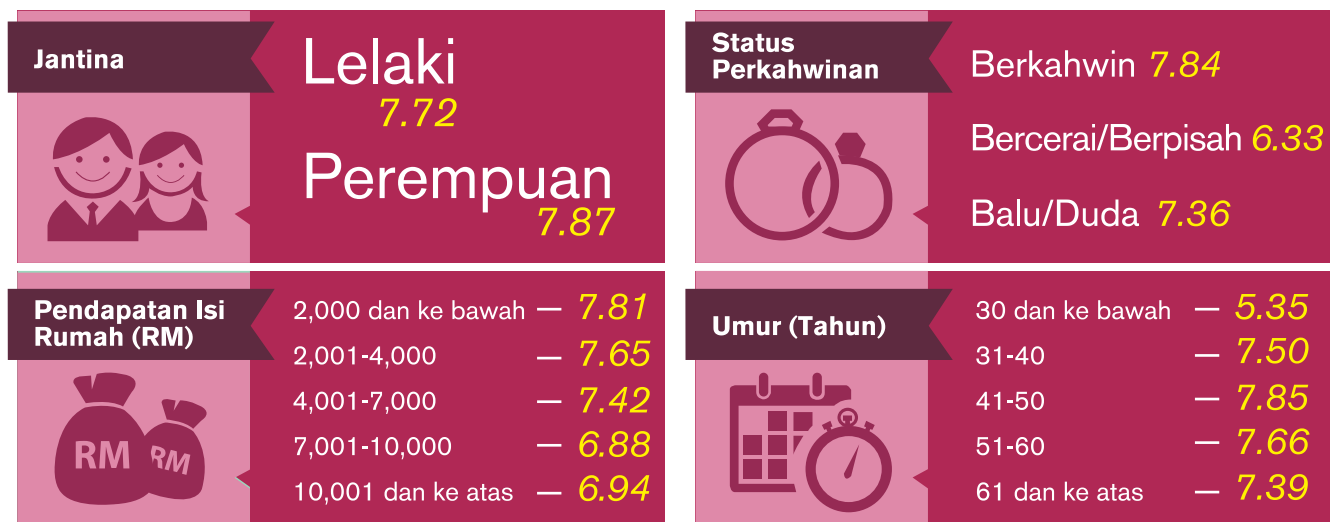 Jantina
Lelaki
7.72
Perempuan
7.87
Status
Perkahwinan
Berkahwin 7.84
Bercerai/Berpisah 6.33
Balu/Duda 7.36
Pendapatan Isi
Rumah (RM)
RM RM
2,000 dan ke bawah — 7.81
2,001-4,000 — 7.65
4,001-7,000 — 7.42
7,001-10,000 — 6.88
10,001 dan ke atas — 6.94
Umur (Tahun)
30 dan ke bawah — 5.35
31-40 — 7.50
41-50 — 7.85
51-60 — 7.66
61 dan ke atas — 7.39